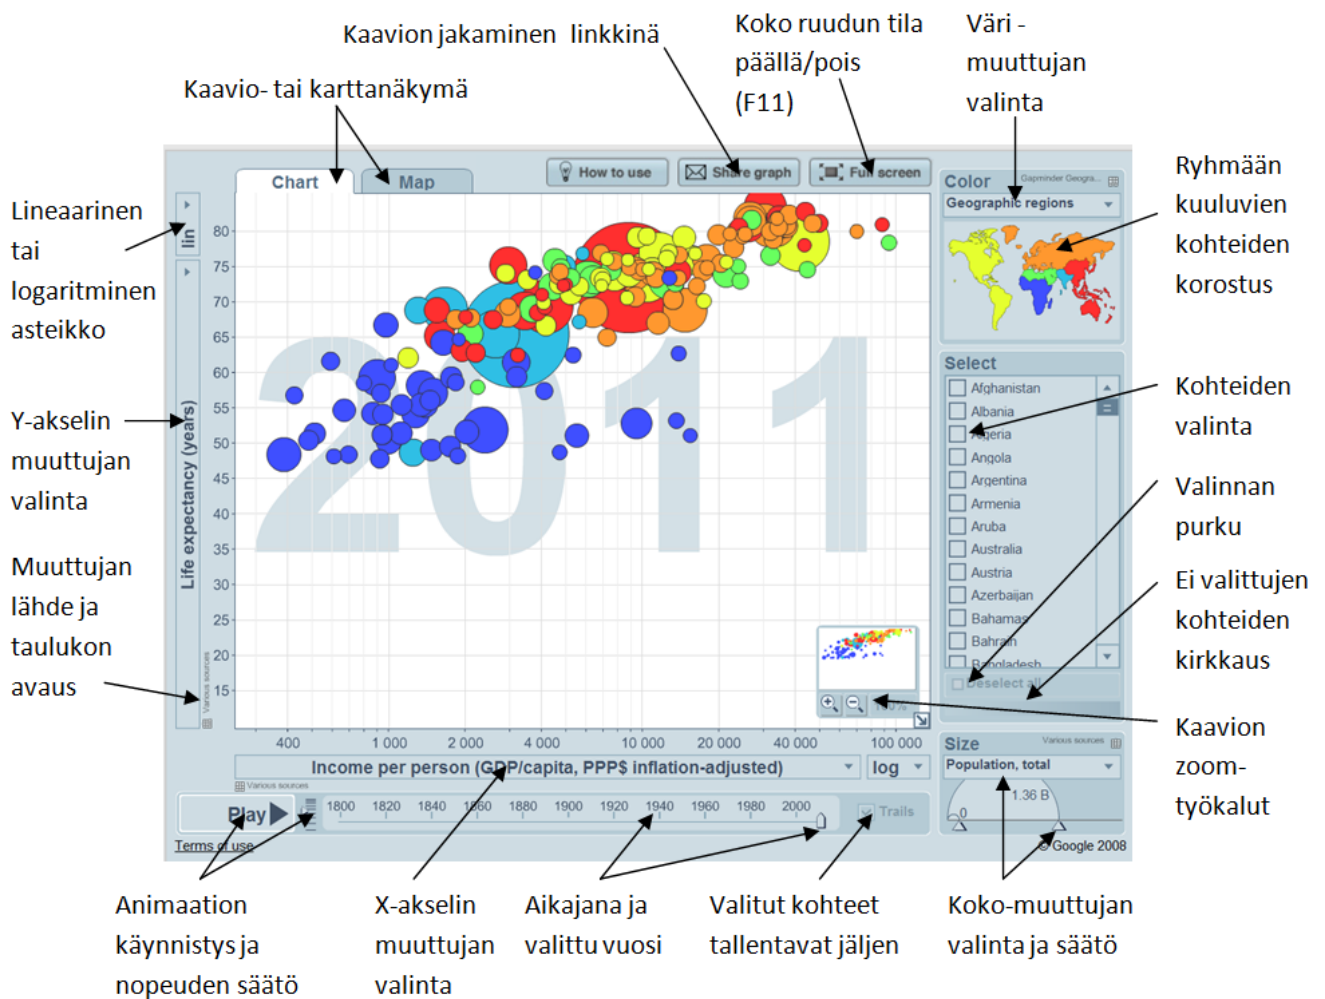 Kaavion jakaminen linkkinä
Koko ruudun tila
päällä/pois
(F11)
Väri -
muuttujan
valinta
Kaavio- tai karttanäkymä
Lineaarinen
tai
logaritminen
asteikko
Y-akselin
muuttujan
valinta
Muuttujan
lähde ja
taulukon
avaus
Chart
Map
How to use
Share graph
Full screen
lin
Life expectancy (years)
Various sources
80
75
70
65
60
55
50
45
40
35
30
25
20
15
2011
400
1 000
2 000
4 000
10 000
20 000
40 000
100 000
Income per person (GDP/capita, PPP$ inflation-adjusted)
log
Various sources
Play
1800
1820
1840
1860
1880
1900
1920
1940
1960
1980
2000
Trails
Terms of use
© Google 2008
Color
Gapminder Geogra...
Geographic regions
Select
Afghanistan
Albania
Algeria
Angola
Argentina
Armenia
Aruba
Australia
Austria
Azerbaijan
Bahamas
Bahrain
Bangladesh
Deselect all
Size
Various sources
Population, total
1.36 B
0
Ryhmään
kuuluvien
kohteiden
korostus
Kohteiden
valinta
Valinnan
purku
Ei valittujen
kohteiden
kirkkaus
Kaavion
zoom-
työkalut
Animaation
käynnistys ja
nopeuden säätö
X-akselin
muuttujan
valinta
Aikajana ja
valittu vuosi
Valitut kohteet
tallentavat jäljen
Koko-muuttujan
valinta ja säätö